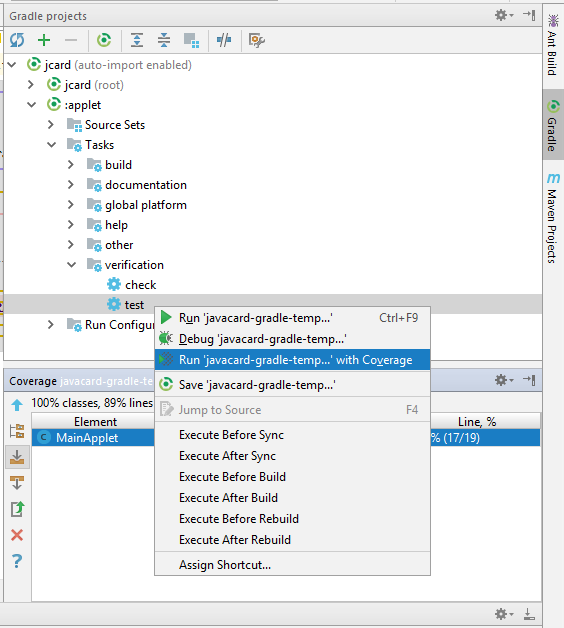 Gradle projects
jcard (auto-import enabled)
jcard (root)
:applet
Source Sets
Tasks
build
documentation
global platform
help
other
verification
check
test
Run Configur
Run 'javacard-gradle-temp...' Ctrl+F9
Debug 'javacard-gradle-temp...'
Run 'javacard-gradle-temp...' with Coverage
Save 'javacard-gradle-temp...'
Jump to Source F4
Execute Before Sync
Execute After Sync
Execute Before Build
Execute After Build
Execute Before Rebuild
Execute After Rebuild
Assign Shortcut...
Coverage javacard-gradle-te
100% classes, 89% lines
Element Line, %
C MainApplet % (17/19)
Ant Build
Gradle
m Maven Projects